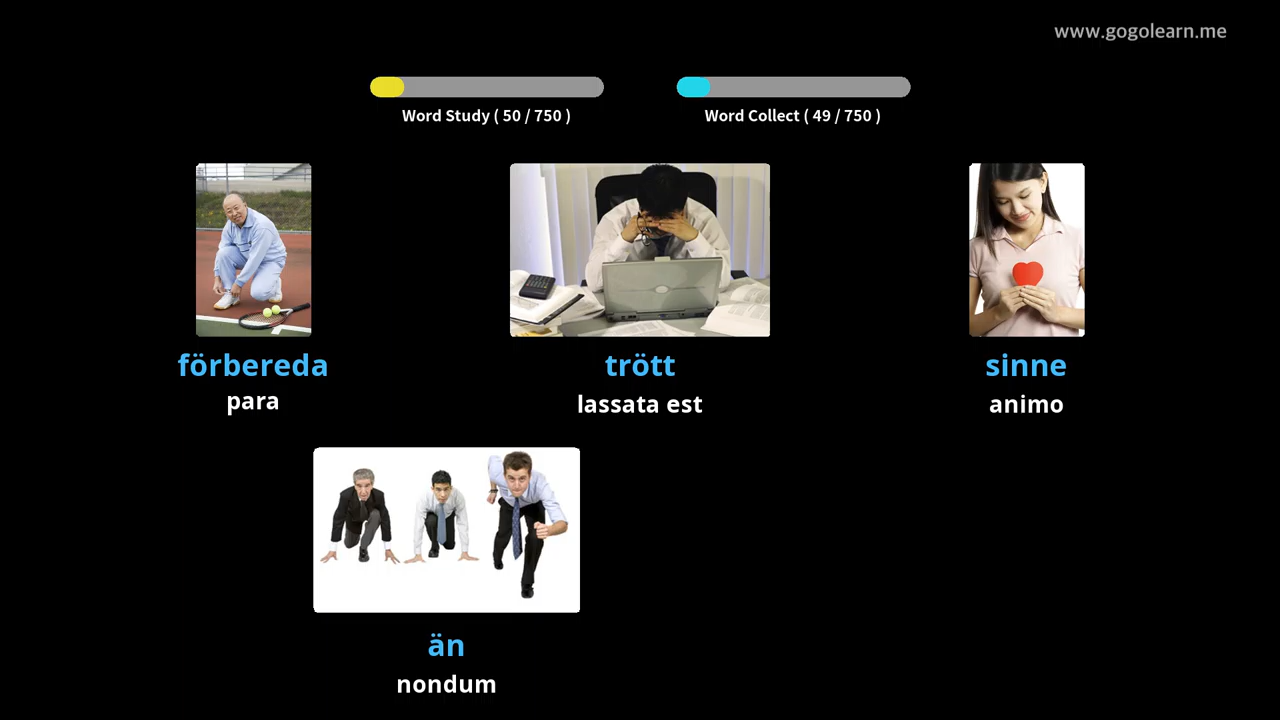 www.gogolearn.me
Word Study ( 50 / 750 )
Word Collect ( 49 / 750 )
förbereda
trött
sinne
para
lassata est
animo
än
nondum